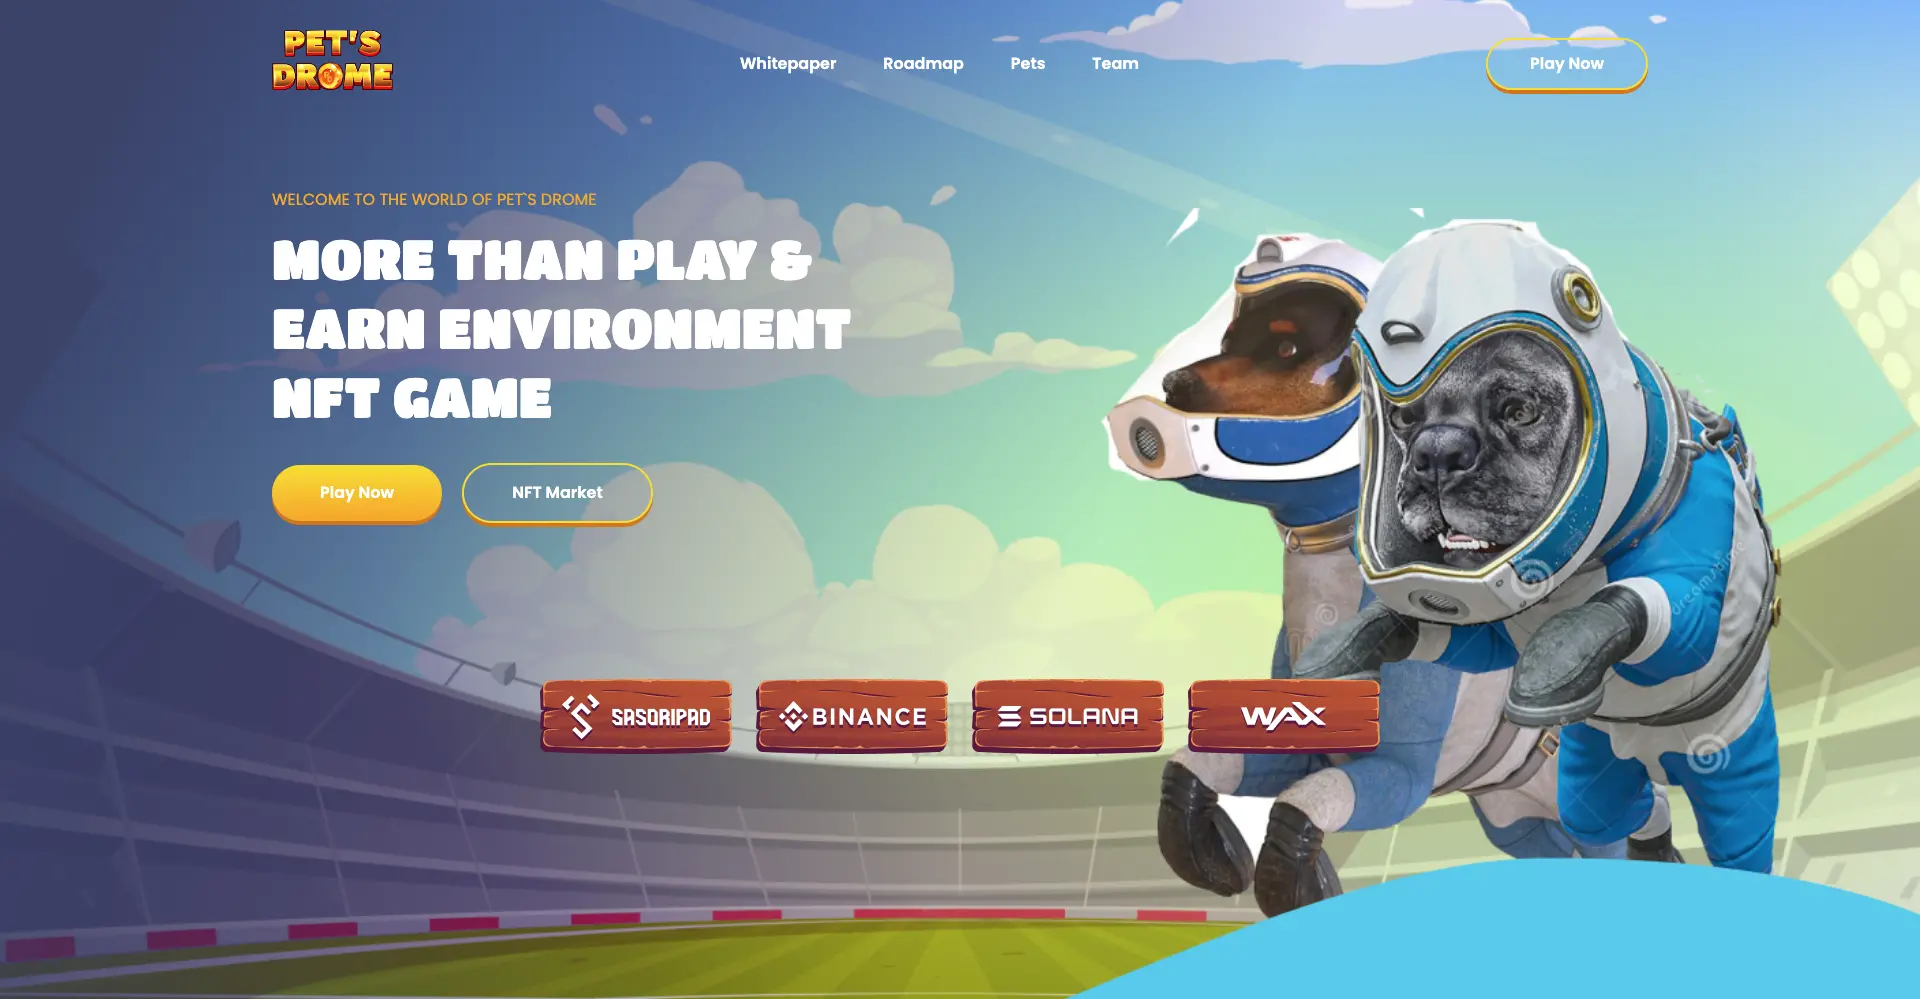 PET'S
DROME
Whitepaper
Roadmap
Pets
Team
Play Now
WELCOME TO THE WORLD OF PET`S DROME
MORE THAN PLAY &
EARN ENVIRONMENT
NFT GAME
Play Now
NFT Market
SASORIPAD
BINANCE
SOLANA
WAX